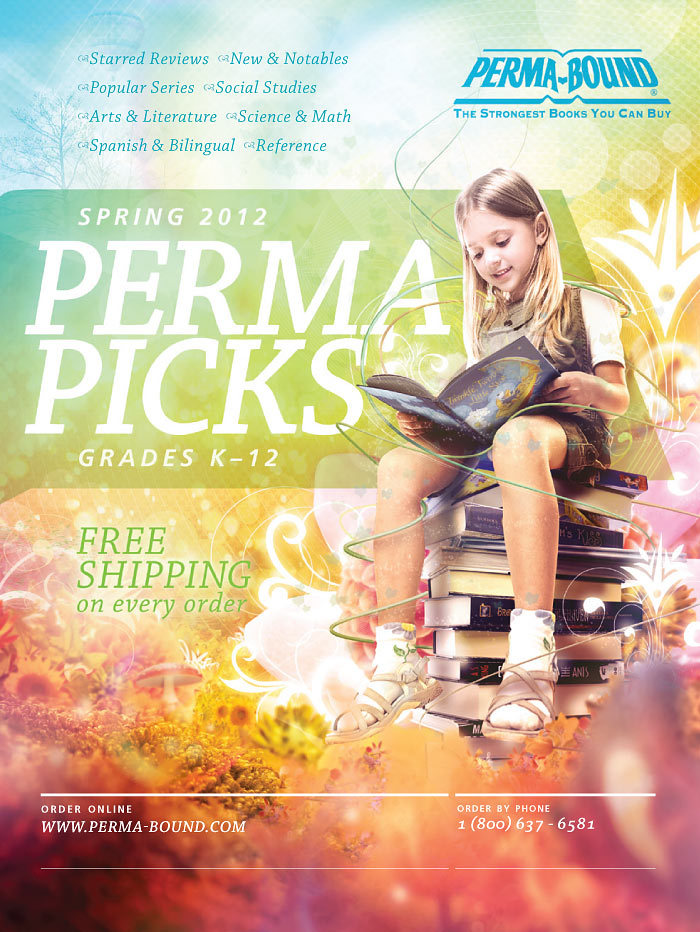 Starred Reviews New & Notables
Popular Series Social Studies
Arts & Literature Science & Math
Spanish & Bilingual Reference
PERMA-BOUND®
THE STRONGEST BOOKS YOU CAN BUY
SPRING 2012
PERMA
PICKS
GRADES K–12
FREE
SHIPPING
on every order
ORDER ONLINE
WWW.PERMA-BOUND.COM
ORDER BY PHONE
1 (800) 637 - 6581